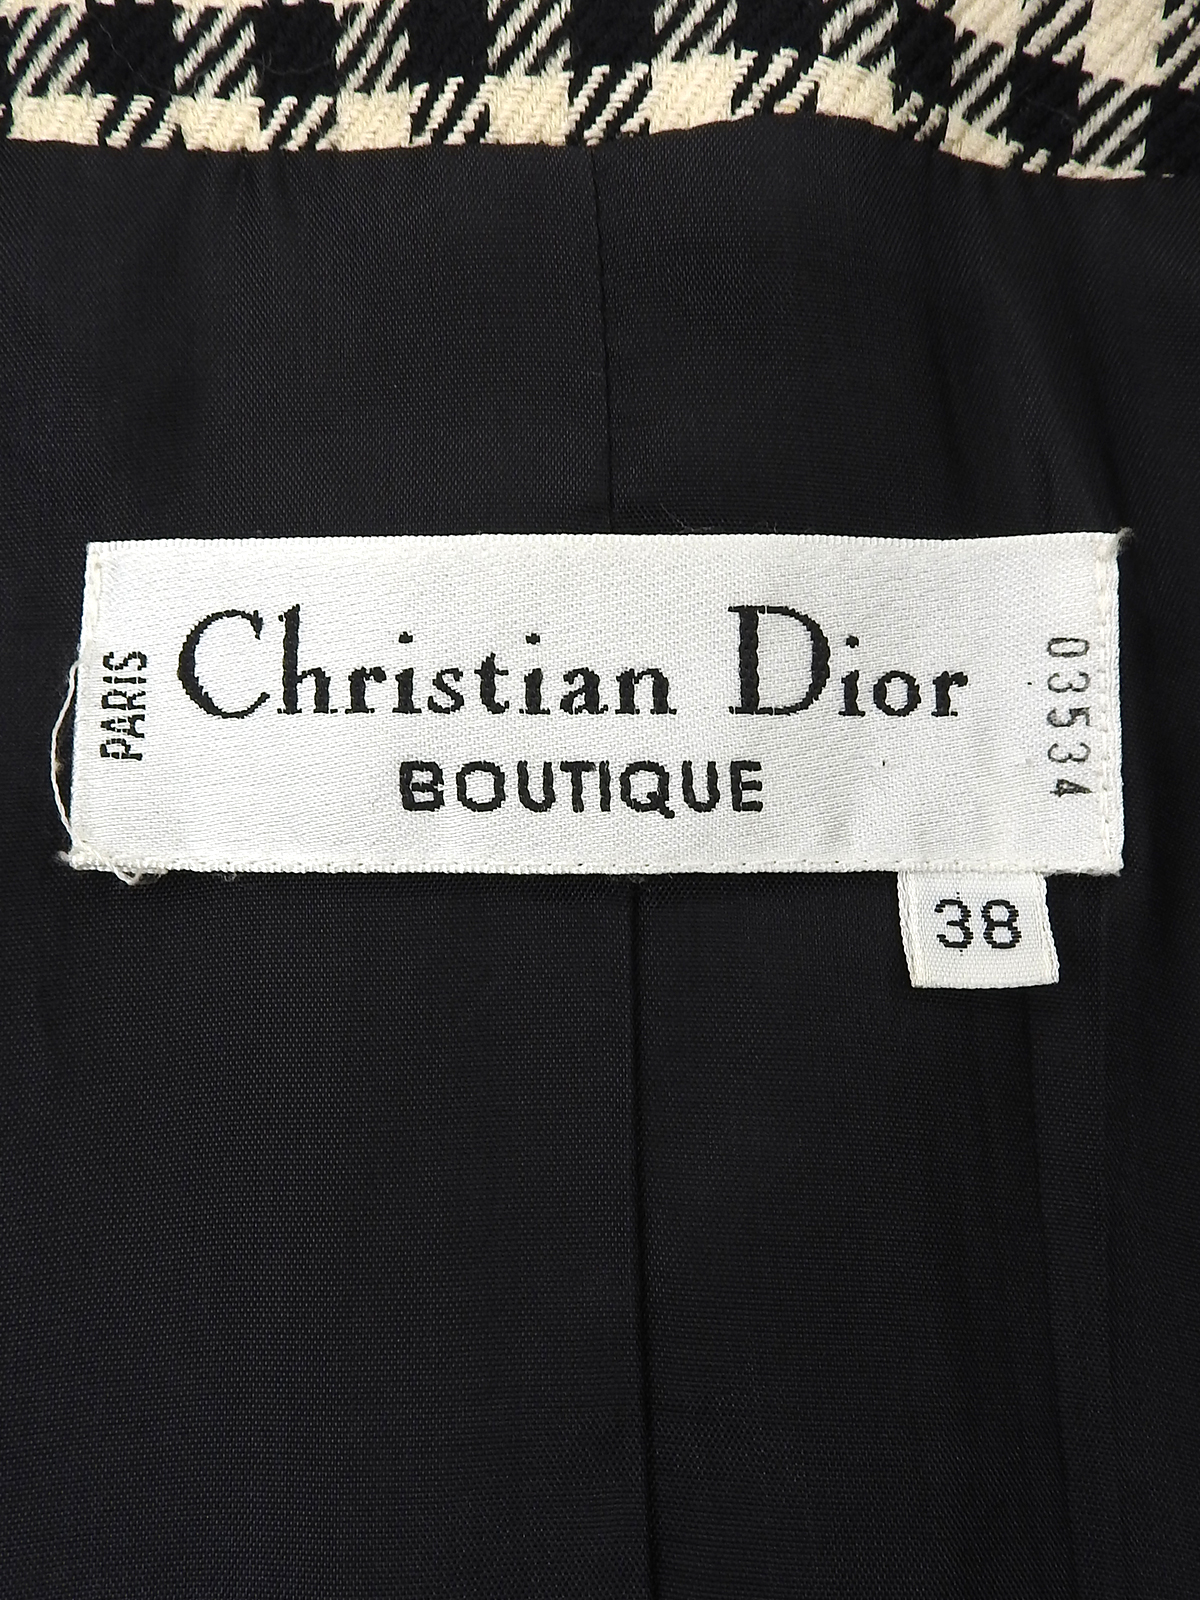 PARIS
Christian Dior
BOUTIQUE
03534
38